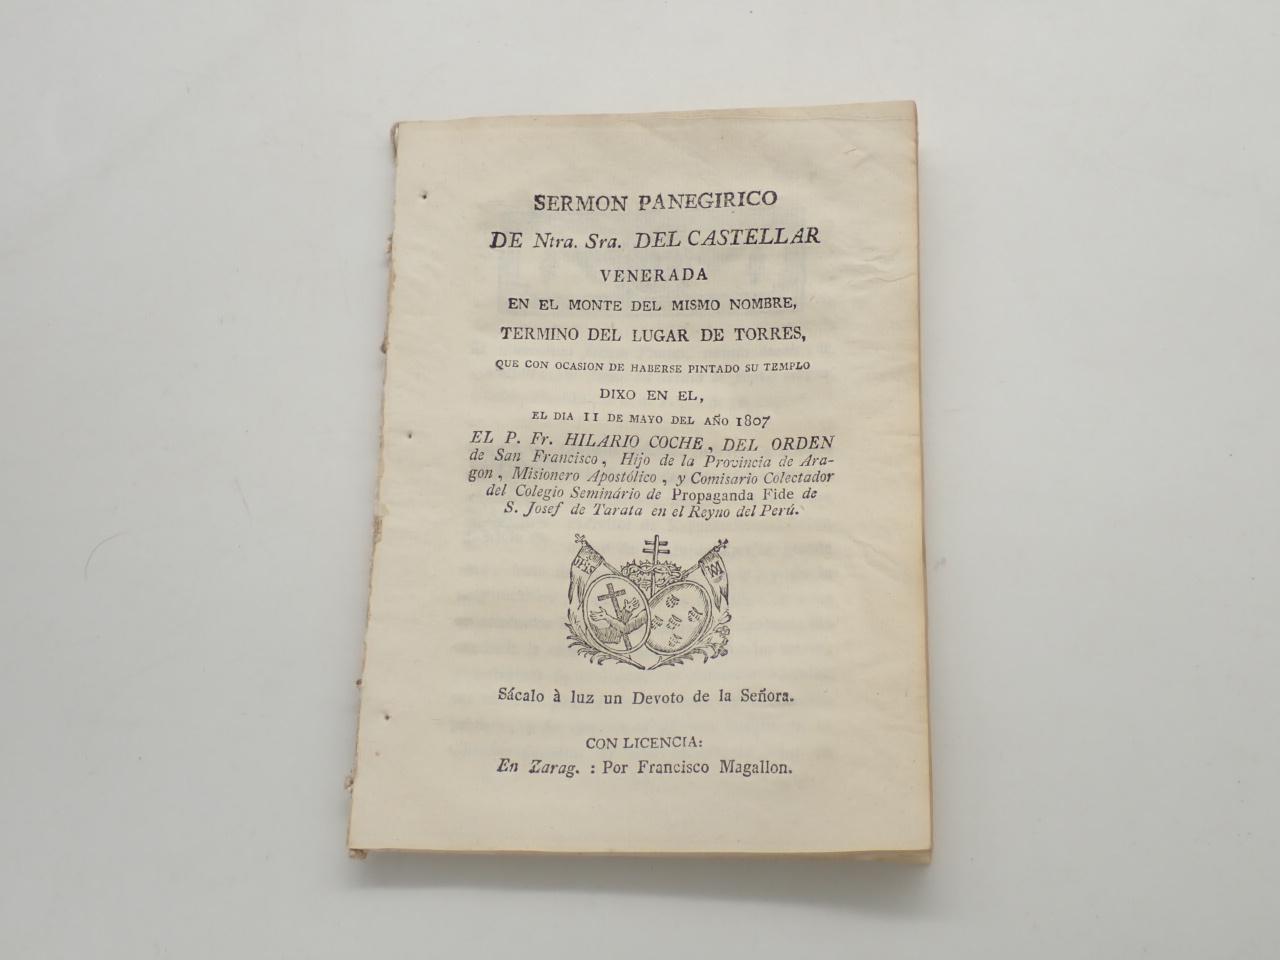 SERMON PANEGIRICO
DE Ntra. Sra. DEL CASTELLAR
VENERADA
EN EL MONTE DEL MISMO NOMBRE,
TERMINO DEL LUGAR DE TORRES,
QUE CON OCASION DE HABERSE PINTADO SU TEMPLO
DIXO EN EL,
EL DIA 11 DE MAYO DEL AÑO 1807
EL P. Fr. HILARIO COCHE, DEL ORDEN
de San Francisco, Hijo de la Provincia de Ara-
gon, Misionero Apostólico, y Comisario Colectador
del Colegio Seminário de Propaganda Fide de
S. Josef de Tarata en el Reyno del Perú.
Sácalo à luz un Devoto de la Señora.
CON LICENCIA:
En Zarag. : Por Francisco Magallon.